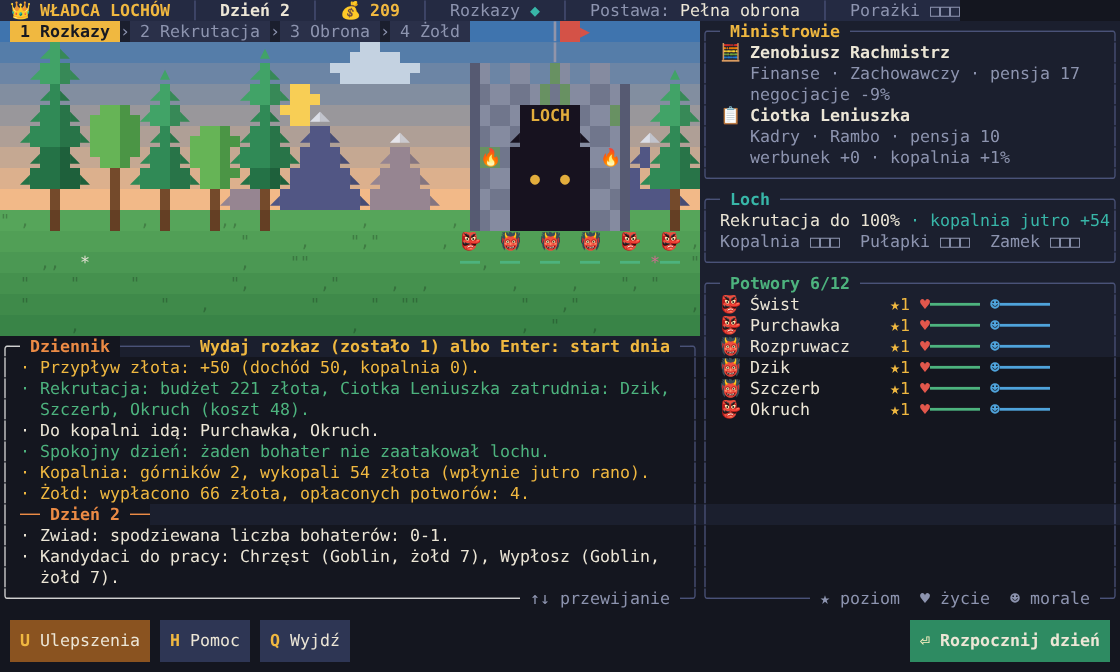 👑 WŁADCA LOCHÓW │ Dzień 2 │ 💰 209 │ Rozkazy ◆ │ Postawa: Pełna obrona │ Porażki □□□
1 Rozkazy › 2 Rekrutacja › 3 Obrona › 4 Żołd
LOCH
Dziennik Wydaj rozkaz (zostało 1) albo Enter: start dnia
· Przypływ złota: +50 (dochód 50, kopalnia 0).
· Rekrutacja: budżet 221 złota, Ciotka Leniuszka zatrudnia: Dzik,
Szczerb, Okruch (koszt 48).
· Do kopalni idą: Purchawka, Okruch.
· Spokojny dzień: żaden bohater nie zaatakował lochu.
· Kopalnia: górników 2, wykopali 54 złota (wpłynie jutro rano).
· Żołd: wypłacono 66 złota, opłaconych potworów: 4.
── Dzień 2 ──
· Zwiad: spodziewana liczba bohaterów: 0-1.
· Kandydaci do pracy: Chrzęst (Goblin, żołd 7), Wypłosz (Goblin,
żołd 7).
↑↓ przewijanie
Ministrowie
Zenobiusz Rachmistrz
Finanse · Zachowawczy · pensja 17
negocjacje -9%
Ciotka Leniuszka
Kadry · Rambo · pensja 10
werbunek +0 · kopalnia +1%
Loch
Rekrutacja do 100% · kopalnia jutro +54
Kopalnia □□□ Pułapki □□□ Zamek □□□
Potwory 6/12
Świst ★1 ♥ ☻
Purchawka ★1 ♥ ☻
Rozpruwacz ★1 ♥ ☻
Dzik ★1 ♥ ☻
Szczerb ★1 ♥ ☻
Okruch ★1 ♥ ☻
★ poziom ♥ życie ☻ morale
U Ulepszenia H Pomoc Q Wyjdź ⏎ Rozpocznij dzień